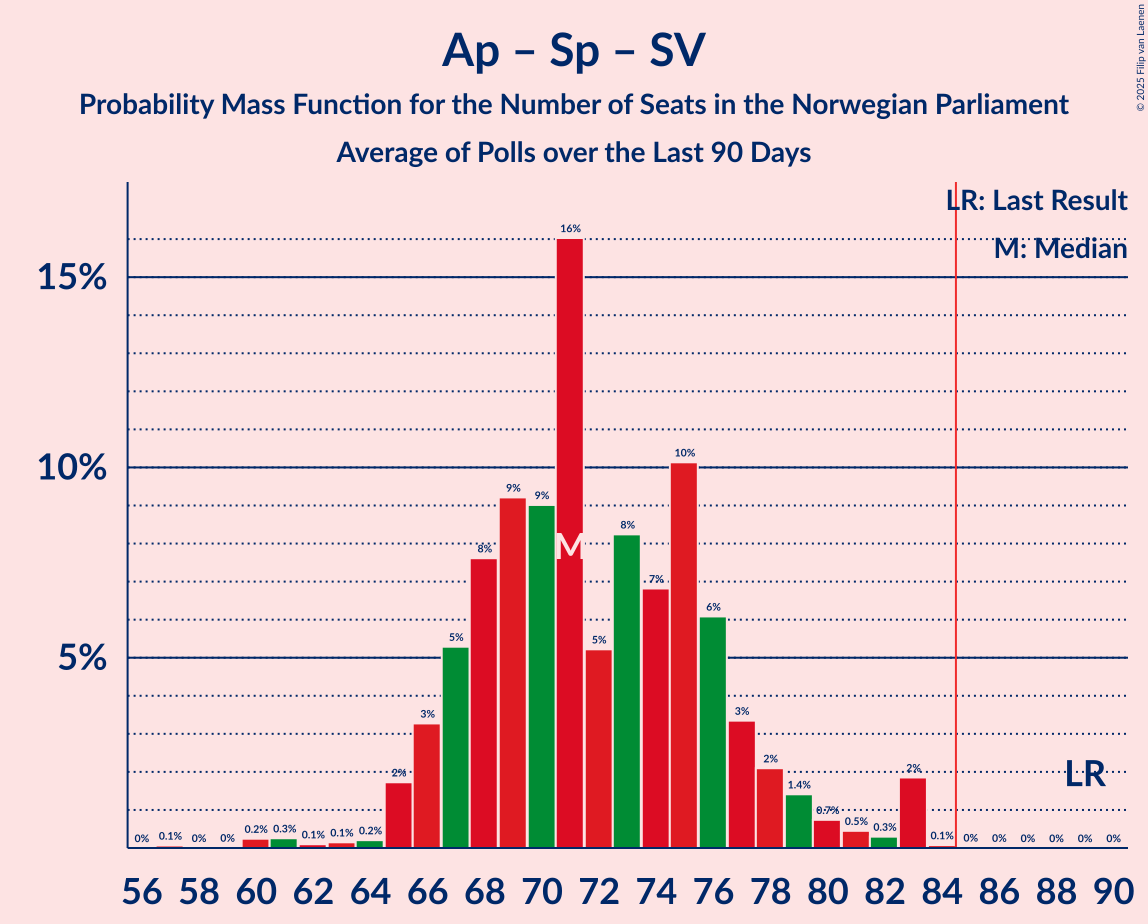 Ap – Sp – SV
Probability Mass Function for the Number of Seats in the Norwegian Parliament
Average of Polls over the Last 90 Days
© 2025 Filip van Laenen
LR: Last Result
M: Median
15%
10%
5%
0% 0.1% 0% 0% 0.2% 0.3% 0.1% 0.1% 0.2% 2% 3% 5% 8% 9% 9% 16% 5% 8% 7% 10% 6% 3% 2% 1.4% 0.7% 0.5% 0.3% 2% 0.1% 0% 0% 0% 0% 0% 0%
M
LR
56 58 60 62 64 66 68 70 72 74 76 78 80 82 84 86 88 90